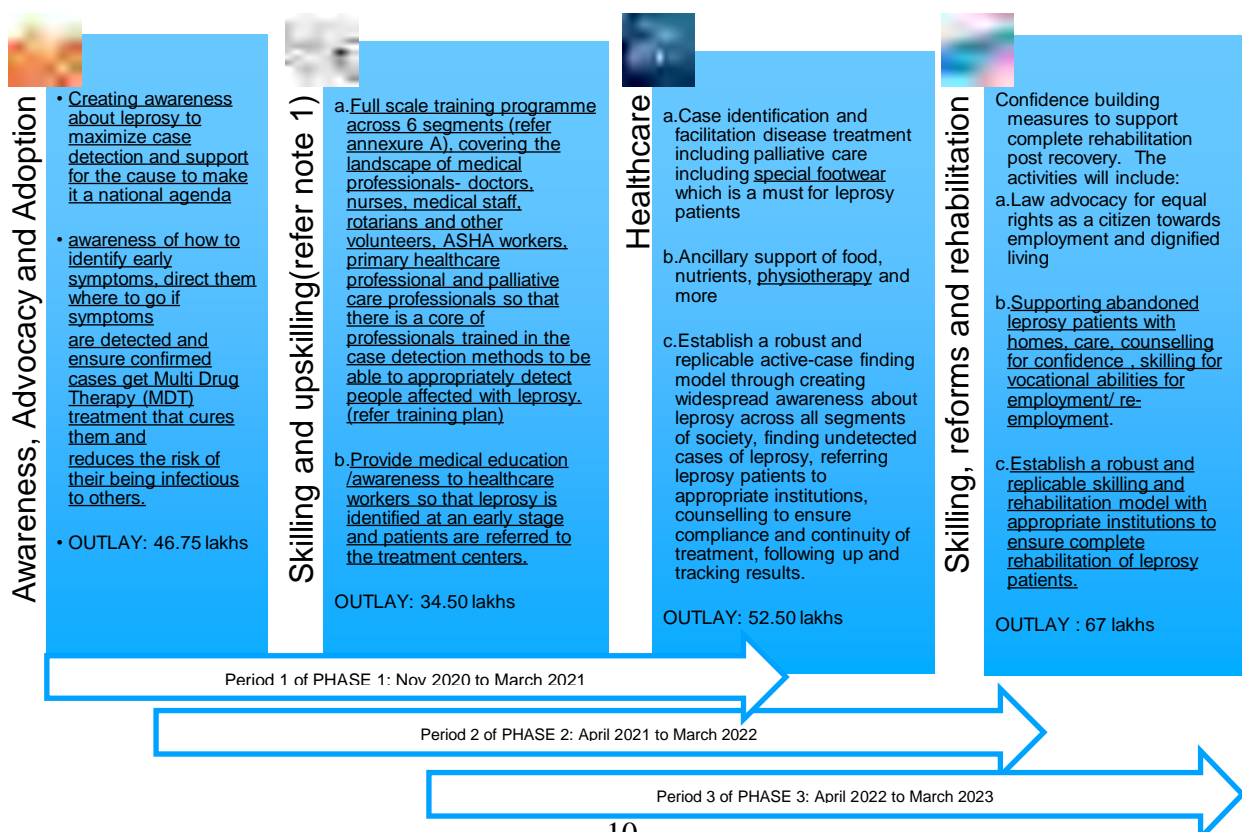 Awareness, Advocacy and Adoption
• Creating awareness
about leprosy to
maximize case
detection and support
for the cause to make
it a national agenda
• awareness of how to
identify early
symptoms, direct them
where to go if
symptoms
are detected and
ensure confirmed
cases get Multi Drug
Therapy (MDT)
treatment that cures
them and
reduces the risk of
their being infectious
to others.
• OUTLAY: 46.75 lakhs
Skilling and upskilling(refer note 1)
a.Full scale training programme
across 6 segments (refer
annexure A), covering the
landscape of medical
professionals- doctors,
nurses, medical staff,
rotarians and other
volunteers, ASHA workers,
primary healthcare
professional and palliative
care professionals so that
there is a core of
professionals trained in the
case detection methods to be
able to appropriately detect
people affected with leprosy.
(refer training plan)
b.Provide medical education
/awareness to healthcare
workers so that leprosy is
identified at an early stage
and patients are referred to
the treatment centers.
OUTLAY: 34.50 lakhs
Healthcare
a.Case identification and
facilitation disease treatment
including palliative care
including special footwear
which is a must for leprosy
patients
b.Ancillary support of food,
nutrients, physiotherapy and
more
c.Establish a robust and
replicable active-case finding
model through creating
widespread awareness about
leprosy across all segments
of society, finding undetected
cases of leprosy, referring
leprosy patients to
appropriate institutions,
counselling to ensure
compliance and continuity of
treatment, following up and
tracking results.
OUTLAY: 52.50 lakhs
Skilling, reforms and rehabilitation
Confidence building
measures to support
complete rehabilitation
post recovery. The
activities will include:
a.Law advocacy for equal
rights as a citizen towards
employment and dignified
living
b.Supporting abandoned
leprosy patients with
homes, care, counselling
for confidence , skilling for
vocational abilities for
employment/ re-
employment.
c.Establish a robust and
replicable skilling and
rehabilitation model with
appropriate institutions to
ensure complete
rehabilitation of leprosy
patients.
OUTLAY : 67 lakhs
Period 1 of PHASE 1: Nov 2020 to March 2021
Period 2 of PHASE 2: April 2021 to March 2022
Period 3 of PHASE 3: April 2022 to March 2023
10